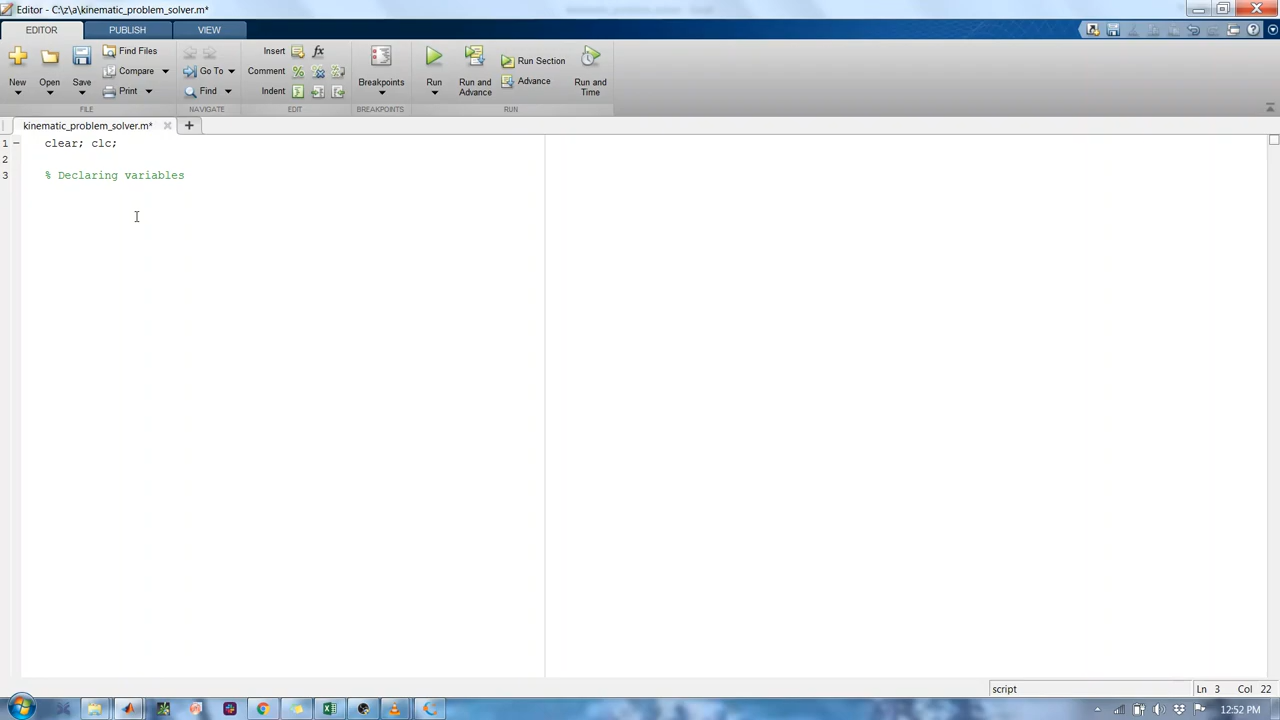 Editor - C:\z\a\kinematic_problem_solver.m*
EDITOR PUBLISH VIEW
New Open Save Find Files Compare Print
Go To Find
Insert fx Comment % Indent
Breakpoints
Run Run and Advance Run Section Advance Run and Time
FILE NAVIGATE EDIT BREAKPOINTS RUN
kinematic_problem_solver.m* +
1 – clear; clc;
2
3 % Declaring variables
script Ln 3 Col 22
12:52 PM